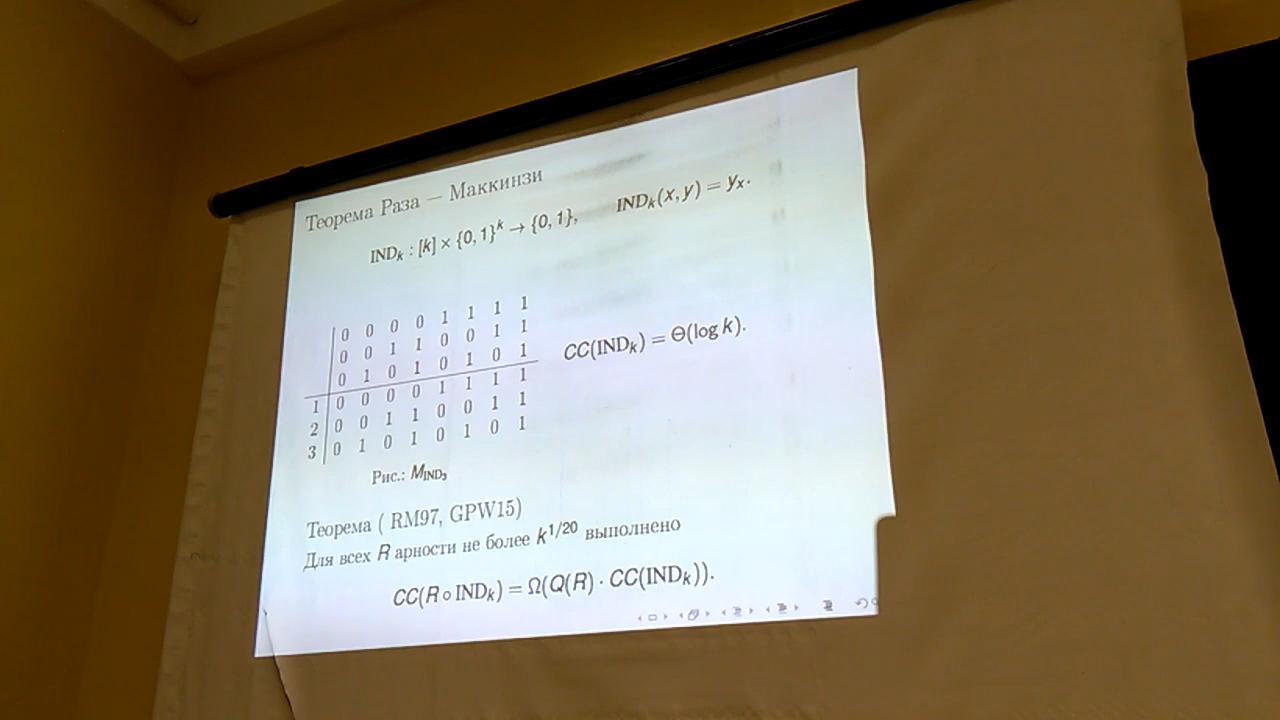 Теорема Раза — Маккинзи
IND_k : [k] × {0, 1}^k → {0, 1},    IND_k(x, y) = y_x.
0 0 0 0 1 1 1 1
0 0 1 1 0 0 1 1
0 1 0 1 0 1 0 1
1 0 0 0 0 1 1 1 1
2 0 0 1 1 0 0 1 1
3 0 1 0 1 0 1 0 1
CC(IND_k) = Θ(log k).
Рис.: M_IND_3
Теорема ( RM97, GPW15)
Для всех R арности не более k^1/20 выполнено
CC(R ∘ IND_k) = Ω(Q(R) · CC(IND_k)).